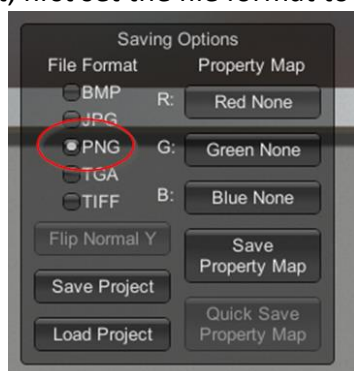 Saving Options
File Format Property Map
BMP R: Red None
JPG
PNG G: Green None
TGA
TIFF B: Blue None
Flip Normal Y Save Property Map
Save Project
Load Project Quick Save Property Map